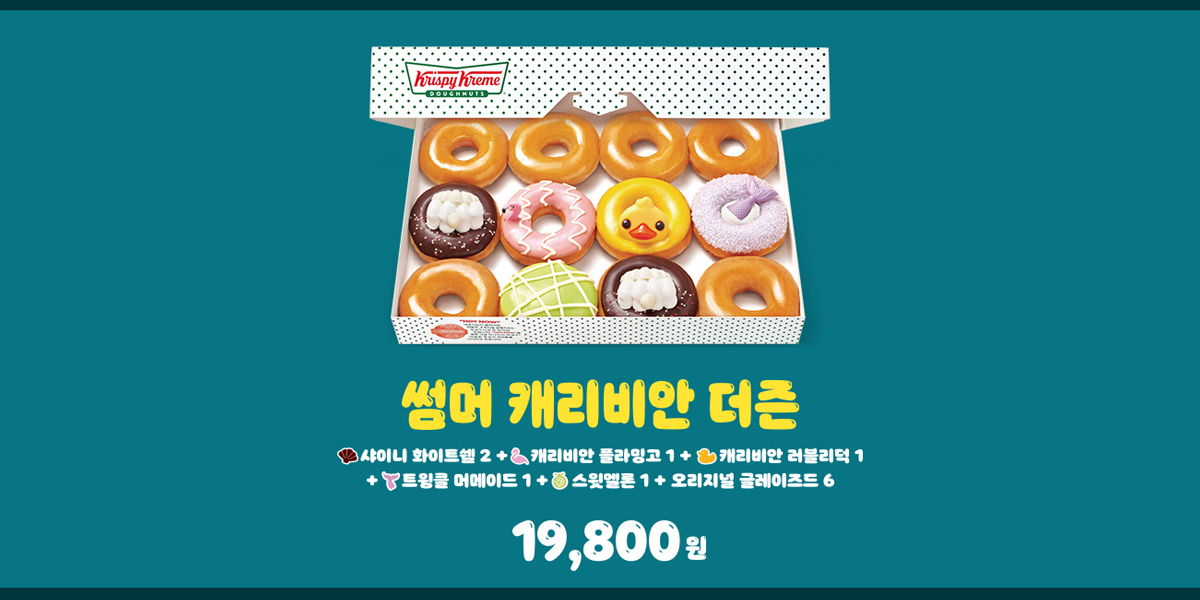 Krispy Kreme
DOUGHNUTS
"HOT NOW"
썸머 캐리비안 더즌
샤이니 화이트쉘 2 + 캐리비안 플라밍고 1 + 캐리비안 러블리덕 1
+ 트윙클 머메이드 1 + 스윗멜론 1 + 오리지널 글레이즈드 6
19,800원